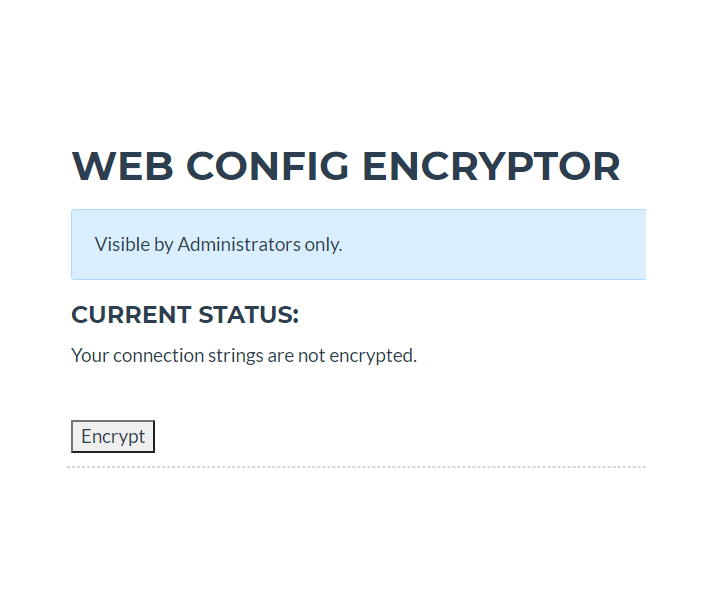 WEB CONFIG ENCRYPTOR
Visible by Administrators only.
CURRENT STATUS:
Your connection strings are not encrypted.
Encrypt